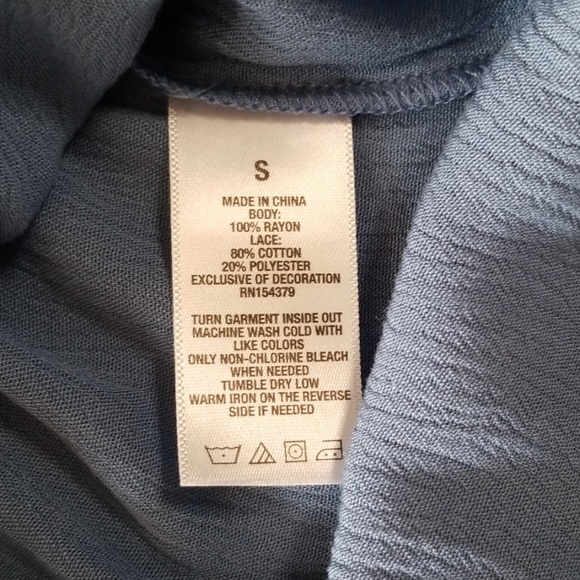 S
MADE IN CHINA
BODY:
100% RAYON
LACE:
80% COTTON
20% POLYESTER
EXCLUSIVE OF DECORATION
RN154379
TURN GARMENT INSIDE OUT
MACHINE WASH COLD WITH
LIKE COLORS
ONLY NON-CHLORINE BLEACH
WHEN NEEDED
TUMBLE DRY LOW
WARM IRON ON THE REVERSE
SIDE IF NEEDED